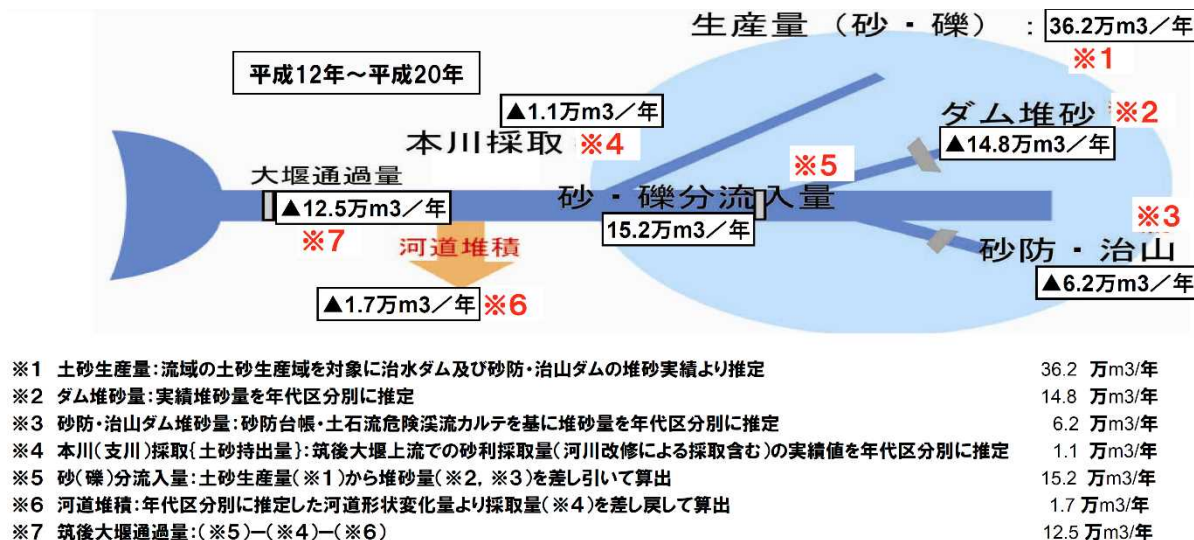 生産量（砂・礫）：36.2万m3／年
※1
平成12年～平成20年
▲1.1万m3／年
本川採取 ※4
ダム堆砂 ※2
▲14.8万m3／年
※5
大堰通過量
▲12.5万m3／年
※7
砂・礫分流入量
15.2万m3／年
※3
砂防・治山
▲6.2万m3／年
河道堆積
▲1.7万m3／年 ※6
※1 土砂生産量：流域の土砂生産域を対象に治水ダム及び砂防・治山ダムの堆砂実績より推定 36.2 万m3/年
※2 ダム堆砂量：実績堆砂量を年代区分別に推定 14.8 万m3/年
※3 砂防・治山ダム堆砂量：砂防台帳・土石流危険渓流カルテを基に堆砂量を年代区分別に推定 6.2 万m3/年
※4 本川（支川）採取{土砂持出量}：筑後大堰上流での砂利採取量（河川改修による採取含む）の実績値を年代区分別に推定 1.1 万m3/年
※5 砂（礫）分流入量：土砂生産量（※1）から堆砂量（※2，※3）を差し引いて算出 15.2 万m3/年
※6 河道堆積：年代区分別に推定した河道形状変化量より採取量（※4）を差し戻して算出 1.7 万m3/年
※7 筑後大堰通過量：（※5）ー（※4）ー（※6） 12.5 万m3/年